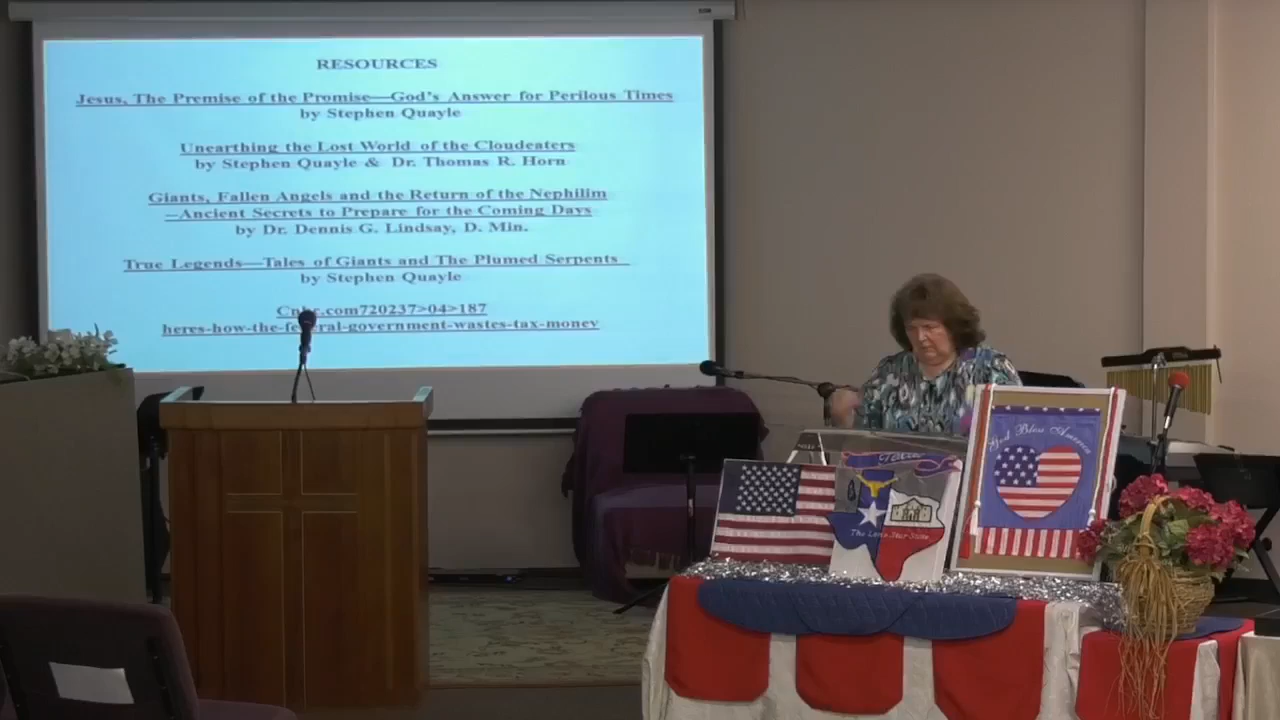 RESOURCES
Jesus, The Premise of the Promise—God's Answer for Perilous Times
by Stephen Quayle
Unearthing the Lost World of the Cloudeaters
by Stephen Quayle & Dr. Thomas R. Horn
Giants, Fallen Angels and the Return of the Nephilim
—Ancient Secrets to Prepare for the Coming Days
by Dr. Dennis G. Lindsay, D. Min.
True Legends—Tales of Giants and The Plumed Serpents
by Stephen Quayle
heres-how-the-federal-government-wastes-tax-money
God Bless America
Texas
The Lone Star State